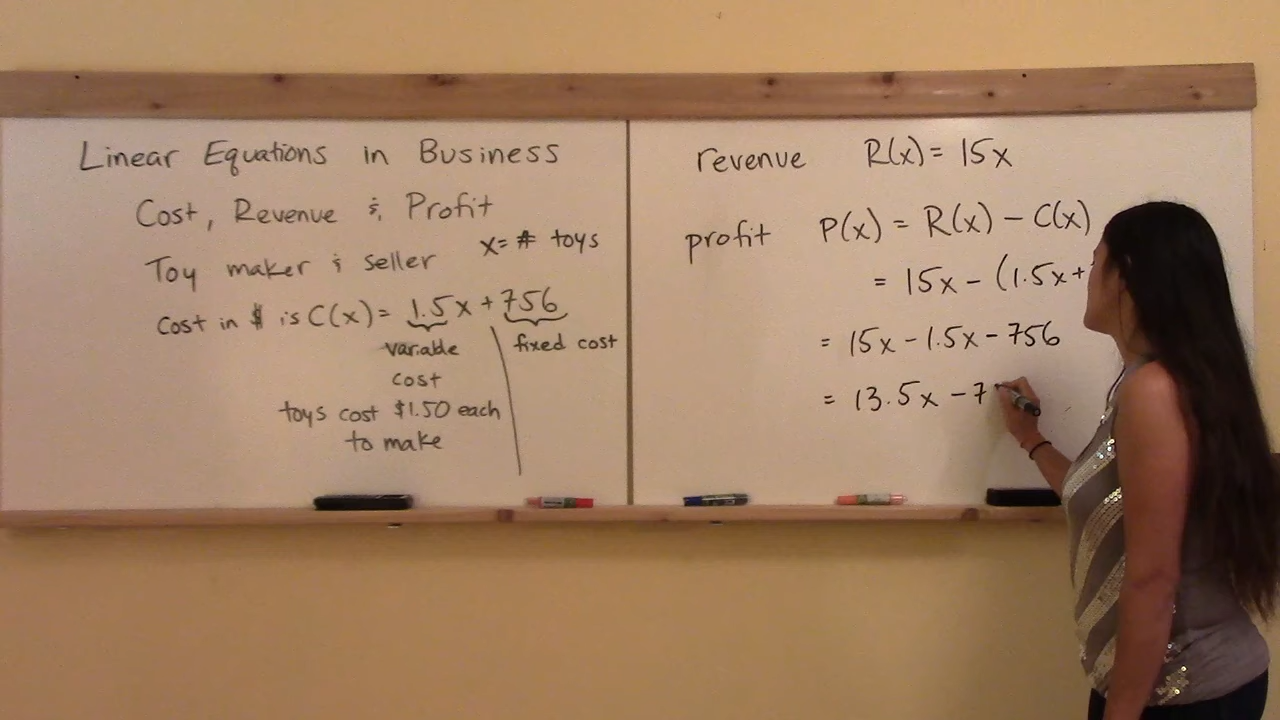 Linear Equations in Business
Cost, Revenue & Profit
x = # toys
Toy maker & seller
Cost in $ is C(x) = 1.5x + 756
variable
cost
fixed cost
toys cost $1.50 each
to make
revenue R(x) = 15x
profit P(x) = R(x) - C(x)
= 15x - (1.5x +
= 15x - 1.5x - 756
= 13.5x - 7